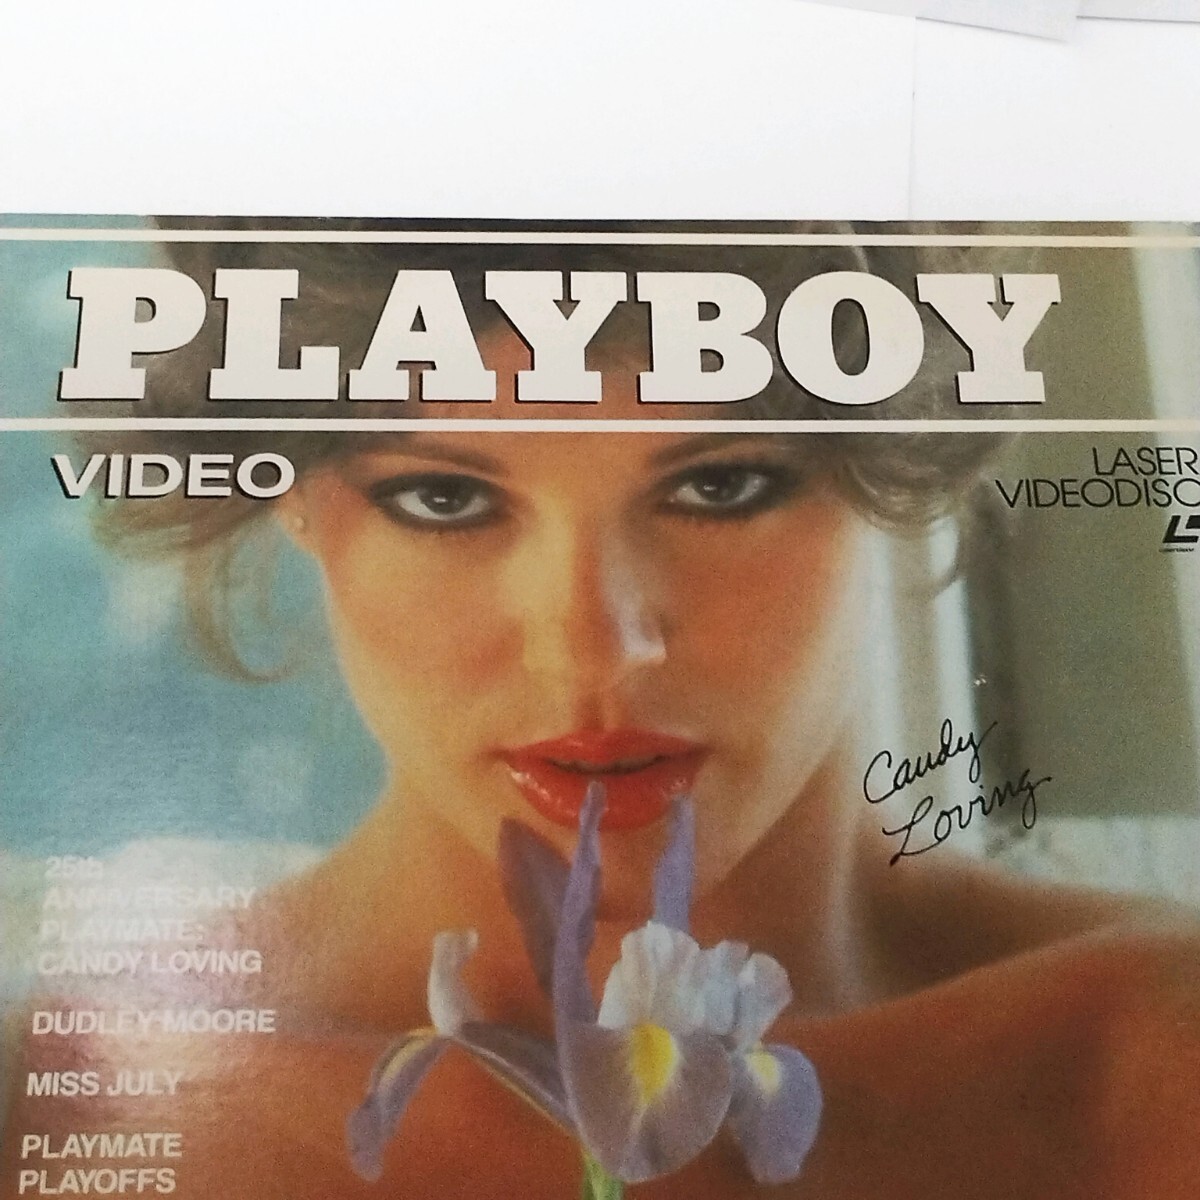 PLAYBOY
VIDEO
LASER
VIDEODISC
Candy
Loving
25th
ANNIVERSARY
PLAYMATE:
CANDY LOVING
DUDLEY MOORE
MISS JULY
PLAYMATE
PLAYOFFS